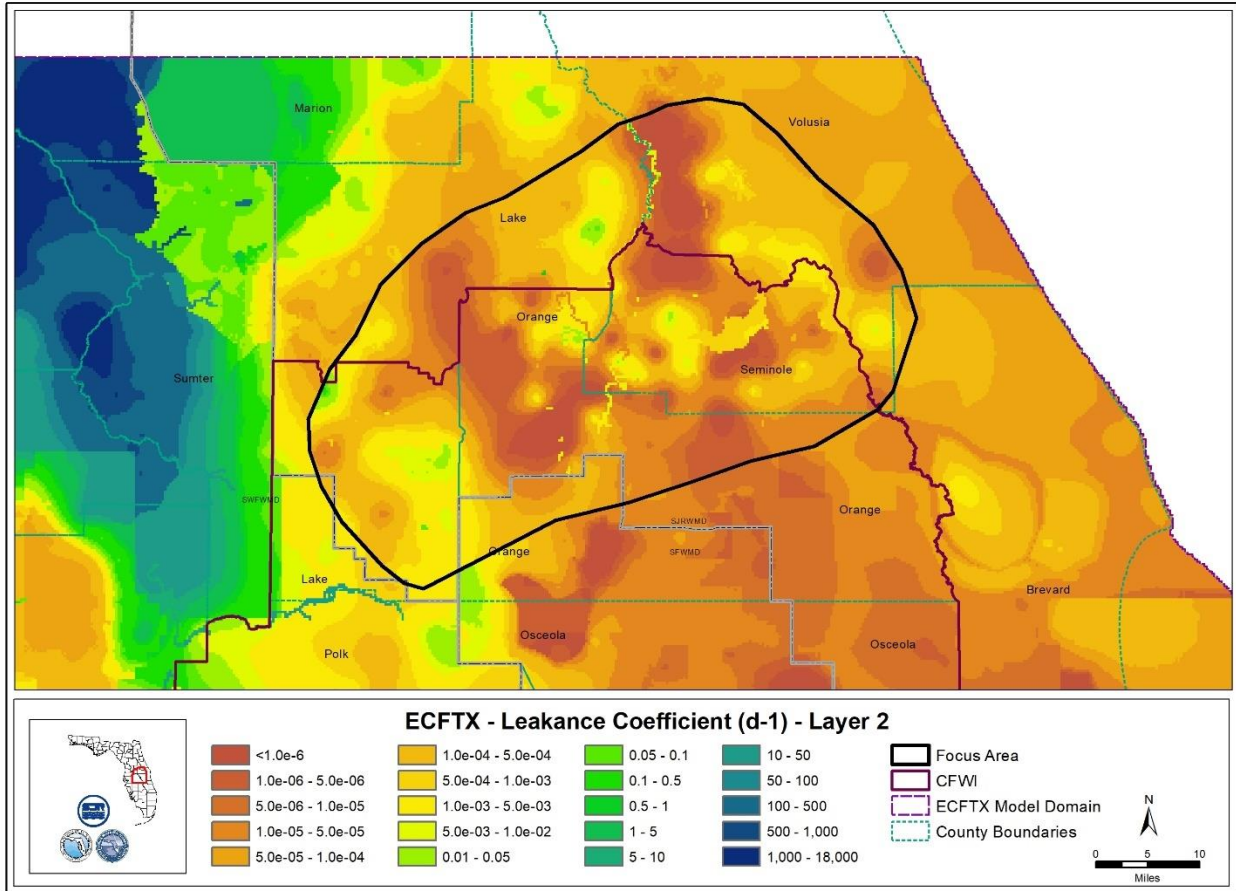 Marion
Volusia
Lake
Orange
Sumter
Seminole
SWFWMD
Orange
SJRWMD
Orange
SFWMD
Lake
Brevard
Osceola
Osceola
Polk
ECFTX - Leakance Coefficient (d-1) - Layer 2
<1.0e-6
1.0e-06 - 5.0e-06
5.0e-06 - 1.0e-05
1.0e-05 - 5.0e-05
5.0e-05 - 1.0e-04
1.0e-04 - 5.0e-04
5.0e-04 - 1.0e-03
1.0e-03 - 5.0e-03
5.0e-03 - 1.0e-02
0.01 - 0.05
0.05 - 0.1
0.1 - 0.5
0.5 - 1
1 - 5
5 - 10
10 - 50
50 - 100
100 - 500
500 - 1,000
1,000 - 18,000
Focus Area
CFWI
ECFTX Model Domain
County Boundaries
N
0 5 10
Miles